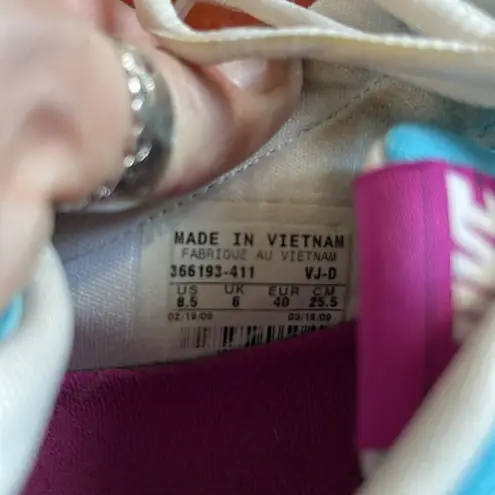 MADE IN VIETNAM
FABRIQUE AU VIETNAM
366193-411 VJ-D
US UK EUR CM
8.5 6 40 25.5
02/19/09 03/18/09